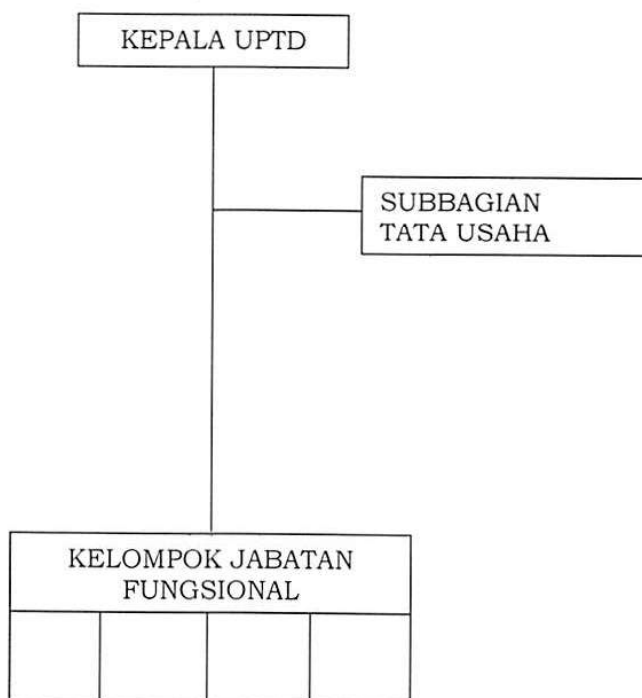 KEPALA UPTD
SUBBAGIAN
TATA USAHA
KELOMPOK JABATAN
FUNGSIONAL